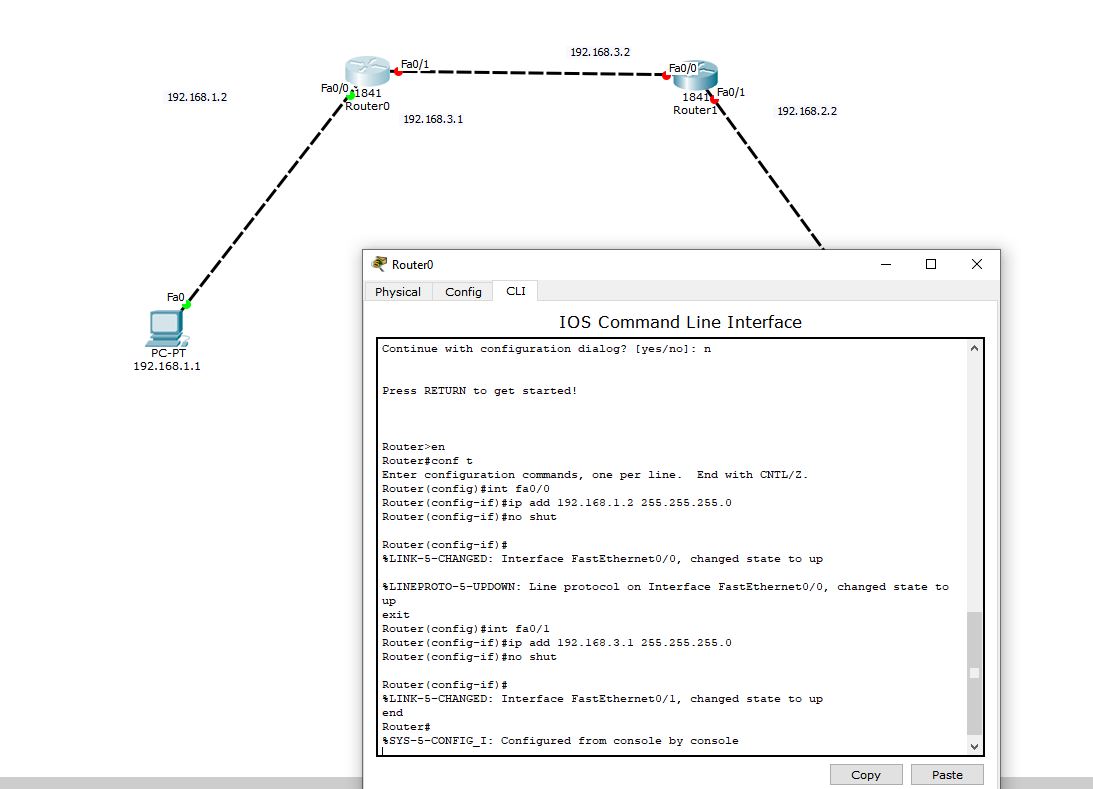 192.168.3.2
Fa0/1
Fa0/0
Fa0/0
1841
Router0
192.168.1.2
192.168.3.1
1841
Router1
Fa0/1
192.168.2.2
Fa0
PC-PT
192.168.1.1
Router0
Physical Config CLI
IOS Command Line Interface
Continue with configuration dialog? [yes/no]: n
Press RETURN to get started!
Router>en
Router#conf t
Enter configuration commands, one per line.  End with CNTL/Z.
Router(config)#int fa0/0
Router(config-if)#ip add 192.168.1.2 255.255.255.0
Router(config-if)#no shut
Router(config-if)#
%LINK-5-CHANGED: Interface FastEthernet0/0, changed state to up
%LINEPROTO-5-UPDOWN: Line protocol on Interface FastEthernet0/0, changed state to
up
exit
Router(config)#int fa0/1
Router(config-if)#ip add 192.168.3.1 255.255.255.0
Router(config-if)#no shut
Router(config-if)#
%LINK-5-CHANGED: Interface FastEthernet0/1, changed state to up
end
Router#
%SYS-5-CONFIG_I: Configured from console by console
Copy Paste